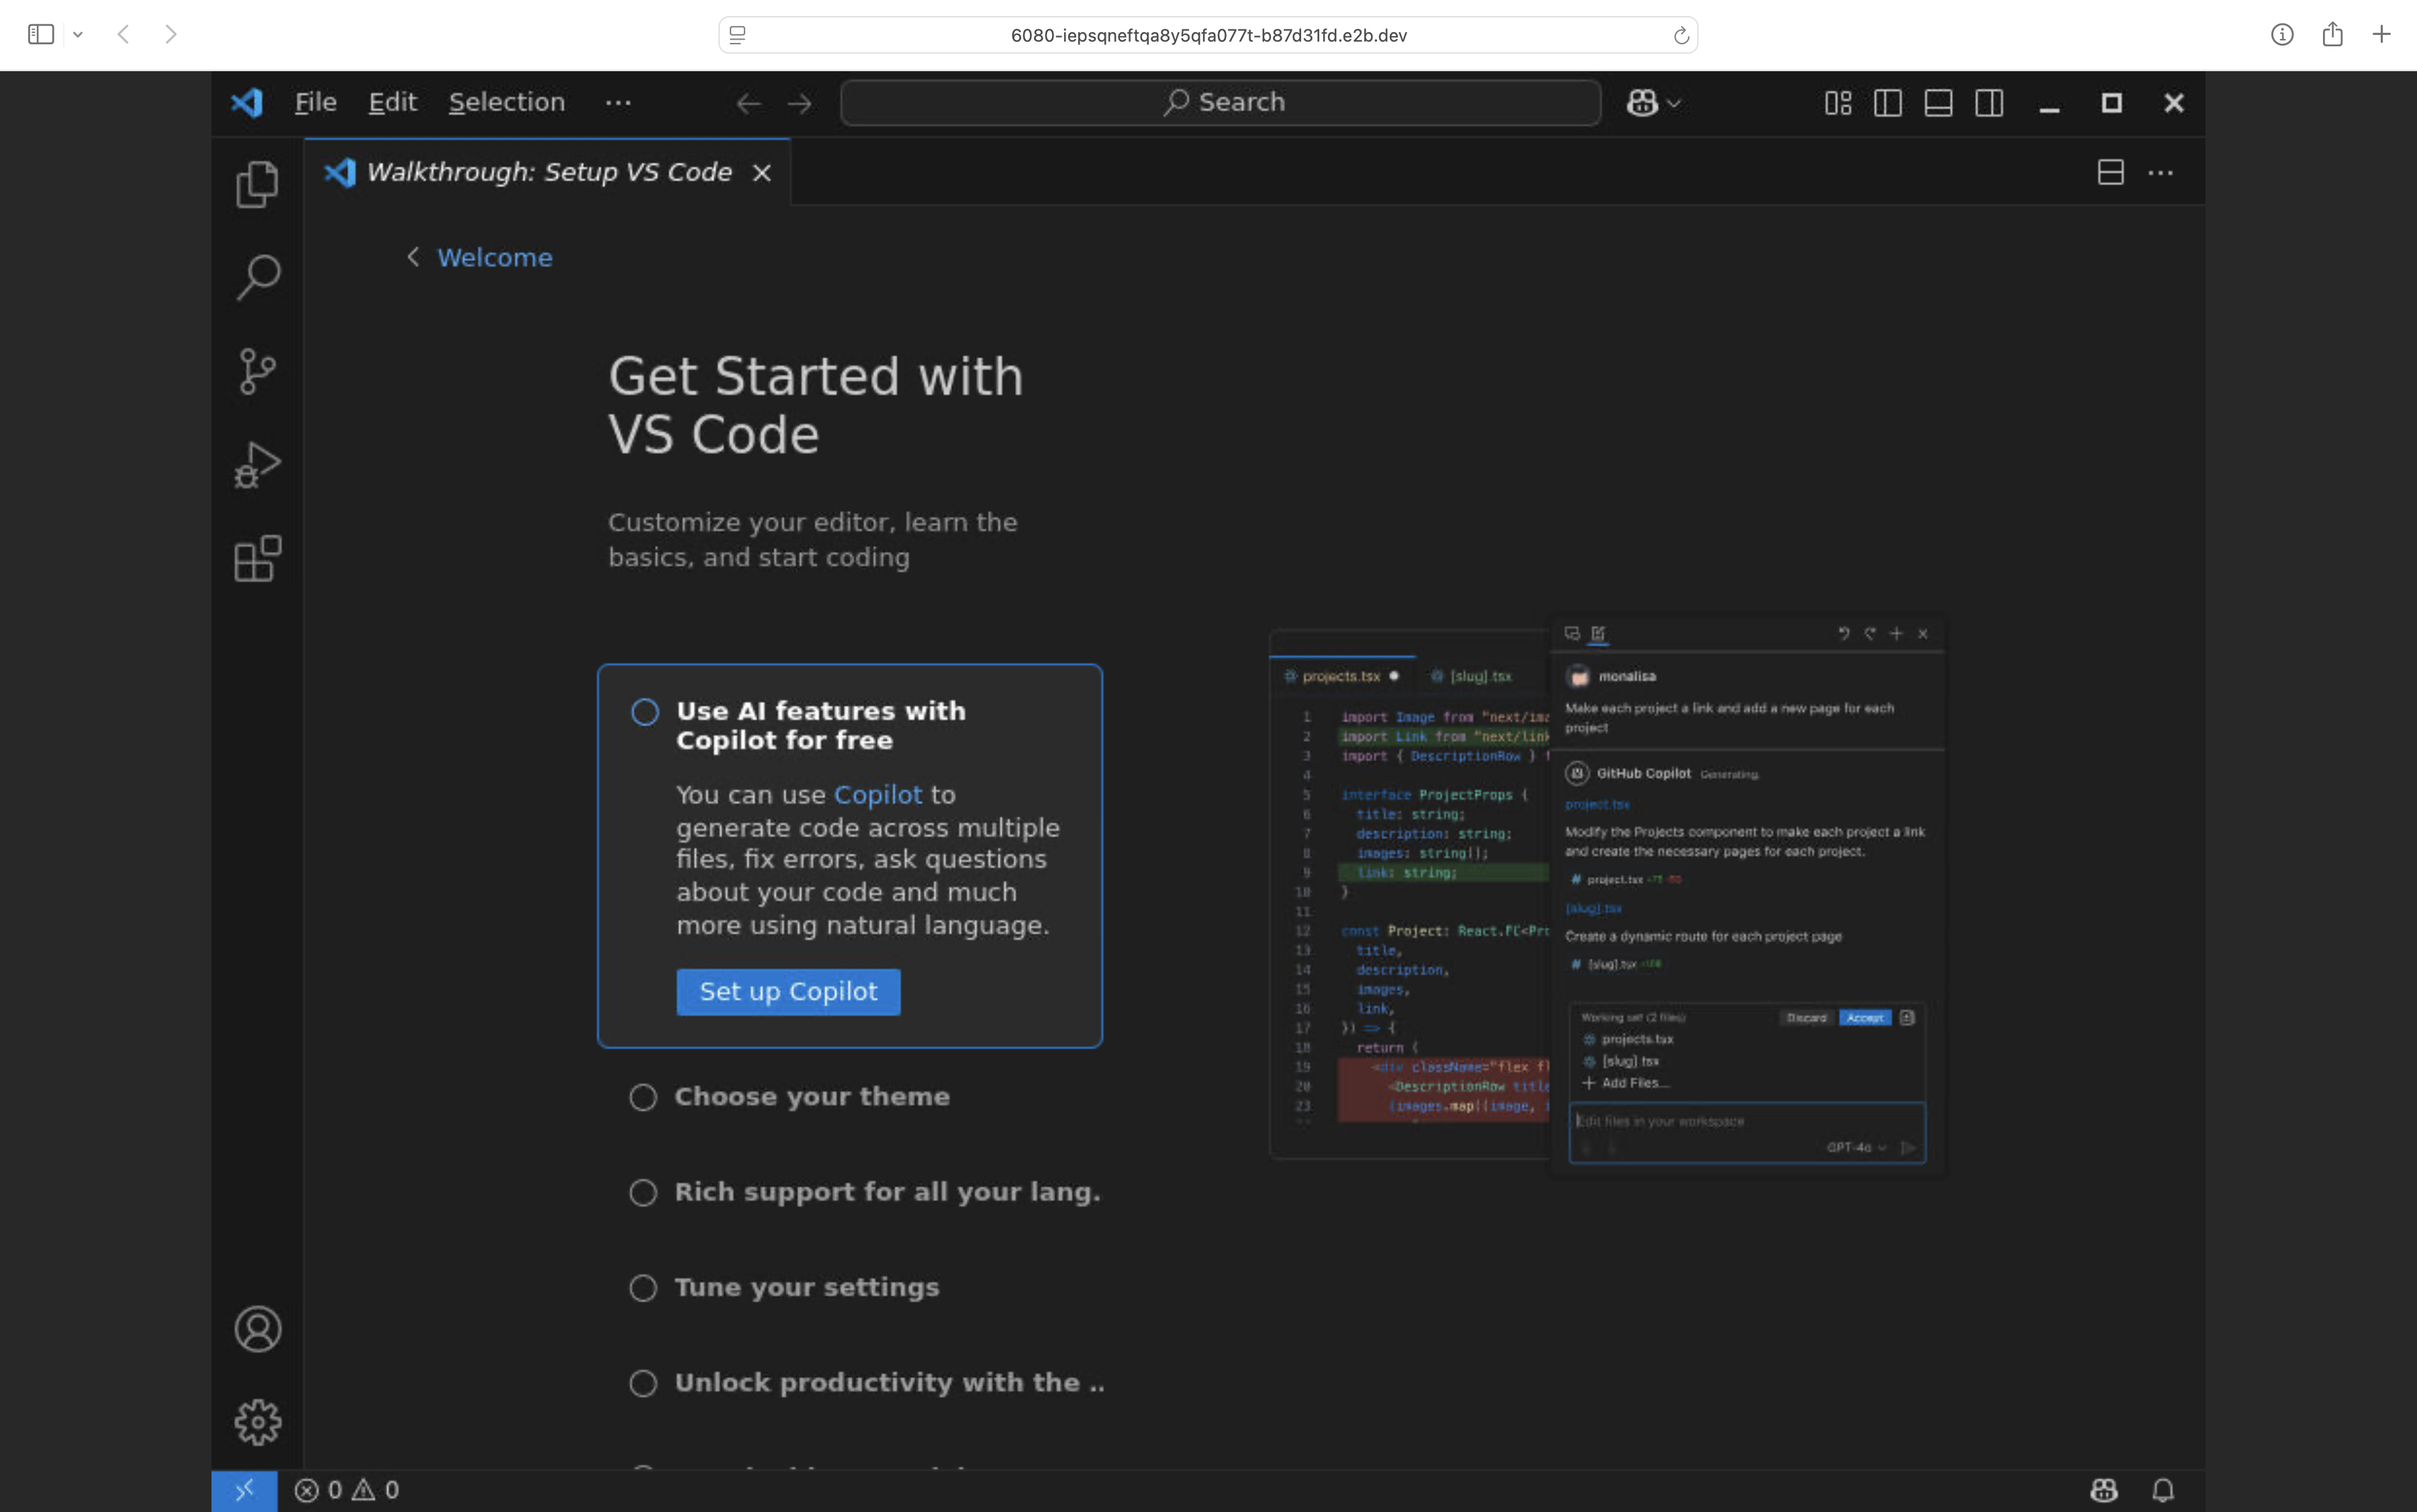 6080-iepsqneftqa8y5qfa077t-b87d31fd.e2b.dev
File Edit Selection ···
Search
Walkthrough: Setup VS Code
Welcome
Get Started with
VS Code
Customize your editor, learn the
basics, and start coding
Use AI features with
Copilot for free
You can use Copilot to
generate code across multiple
files, fix errors, ask questions
about your code and much
more using natural language.
Set up Copilot
Choose your theme
Rich support for all your lang.
Tune your settings
Unlock productivity with the ..
projects.tsx [slug].tsx
1 import Image from "next/ima
2 import Link from "next/link
3 import { DescriptionRow } f
4
5 interface ProjectProps {
6 title: string;
7 description: string;
8 images: string[];
9 link: string;
10 }
11
12 const Project: React.FC<Pro
13 title,
14 description,
15 images,
16 link,
17 }) => {
18 return (
19 <div className="flex fl
20 <DescriptionRow title
23 {images.map((image, i
monalisa
Make each project a link and add a new page for each
project
GitHub Copilot Generating.
project.tsx
Modify the Projects component to make each project a link
and create the necessary pages for each project.
# project.tsx
[slug].tsx
Create a dynamic route for each project page
# [slug].tsx
Working set (2 files) Discard Accept
projects.tsx
[slug].tsx
Add Files...
Edit files in your workspace
GPT-4o
0 0